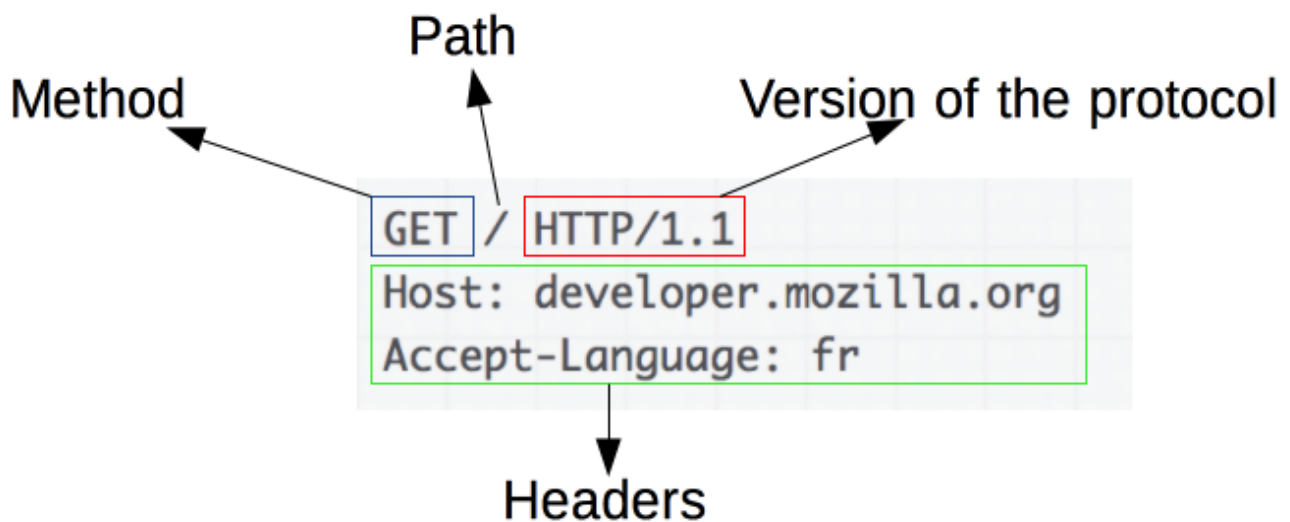 Path
Method
Version of the protocol
GET / HTTP/1.1
Host: developer.mozilla.org
Accept-Language: fr
Headers